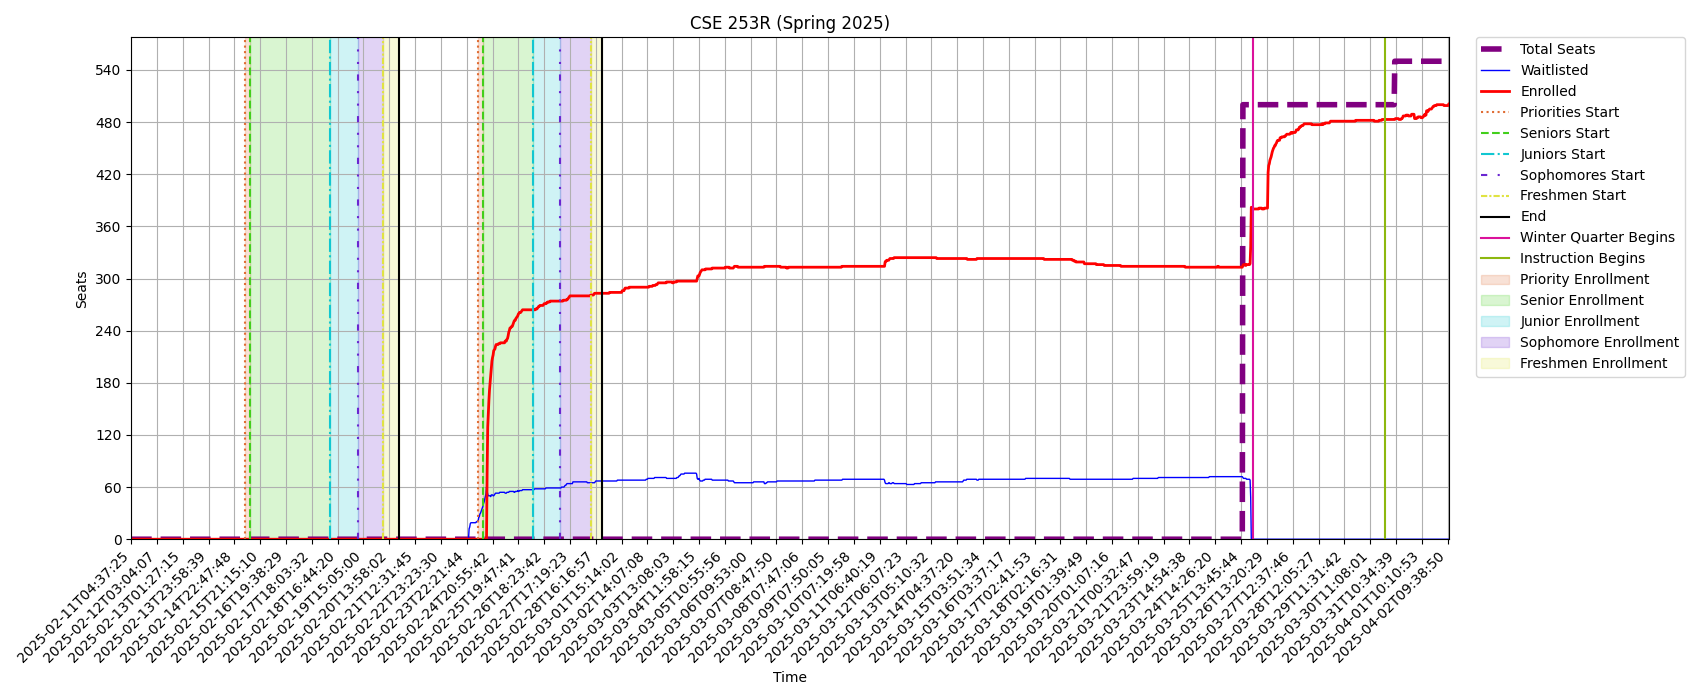 CSE 253R (Spring 2025)
Seats
540
480
420
360
300
240
180
120
60
0
2025-02-11T04:37:25
2025-02-12T03:04:07
2025-02-13T01:27:15
2025-02-13T23:58:39
2025-02-14T22:47:48
2025-02-15T21:15:10
2025-02-16T19:38:29
2025-02-17T18:03:32
2025-02-18T16:44:20
2025-02-19T15:05:00
2025-02-20T13:58:02
2025-02-21T12:31:45
2025-02-22T23:23:30
2025-02-23T22:21:44
2025-02-24T20:55:42
2025-02-25T19:47:41
2025-02-26T18:23:42
2025-02-27T17:19:23
2025-02-28T16:16:57
2025-03-01T15:14:02
2025-03-02T14:07:08
2025-03-03T13:08:03
2025-03-04T11:58:15
2025-03-05T10:55:56
2025-03-06T09:53:00
2025-03-07T08:47:50
2025-03-08T07:47:06
2025-03-09T07:50:05
2025-03-10T07:19:58
2025-03-11T06:40:19
2025-03-12T06:07:23
2025-03-13T05:10:32
2025-03-14T04:37:20
2025-03-15T03:51:34
2025-03-16T03:37:17
2025-03-17T02:41:53
2025-03-18T02:16:31
2025-03-19T01:39:49
2025-03-20T01:07:16
2025-03-21T00:32:47
2025-03-21T23:59:19
2025-03-23T14:54:38
2025-03-24T14:26:20
2025-03-25T13:45:44
2025-03-26T13:20:29
2025-03-27T12:37:46
2025-03-28T12:05:27
2025-03-29T11:31:42
2025-03-30T11:08:01
2025-03-31T10:34:39
2025-04-01T10:10:53
2025-04-02T09:38:50
Time
Total Seats
Waitlisted
Enrolled
Priorities Start
Seniors Start
Juniors Start
Sophomores Start
Freshmen Start
End
Winter Quarter Begins
Instruction Begins
Priority Enrollment
Senior Enrollment
Junior Enrollment
Sophomore Enrollment
Freshmen Enrollment